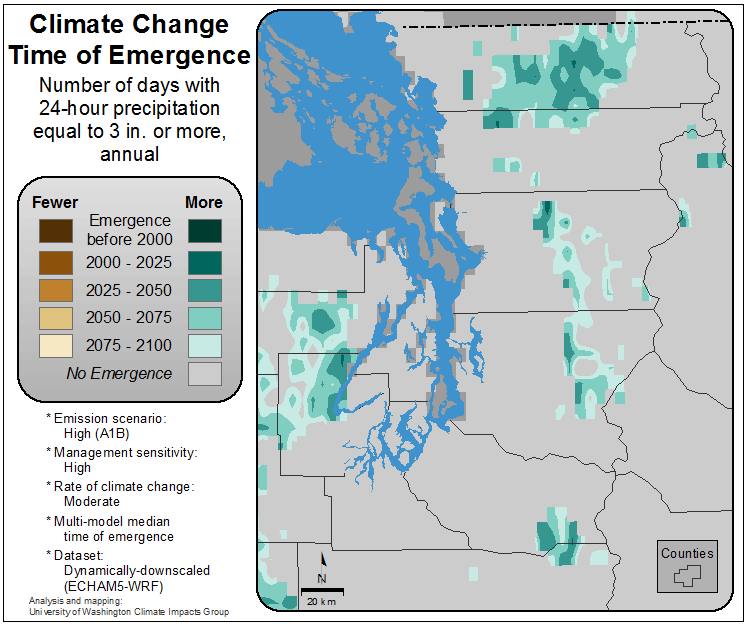 Climate Change
Time of Emergence
Number of days with
24-hour precipitation
equal to 3 in. or more,
annual
Fewer More
Emergence
before 2000
2000 - 2025
2025 - 2050
2050 - 2075
2075 - 2100
No Emergence
* Emission scenario:
High (A1B)
* Management sensitivity:
High
* Rate of climate change:
Moderate
* Multi-model median
time of emergence
* Dataset:
Dynamically-downscaled
(ECHAM5-WRF)
Analysis and mapping:
University of Washington Climate Impacts Group
N
20 km
Counties